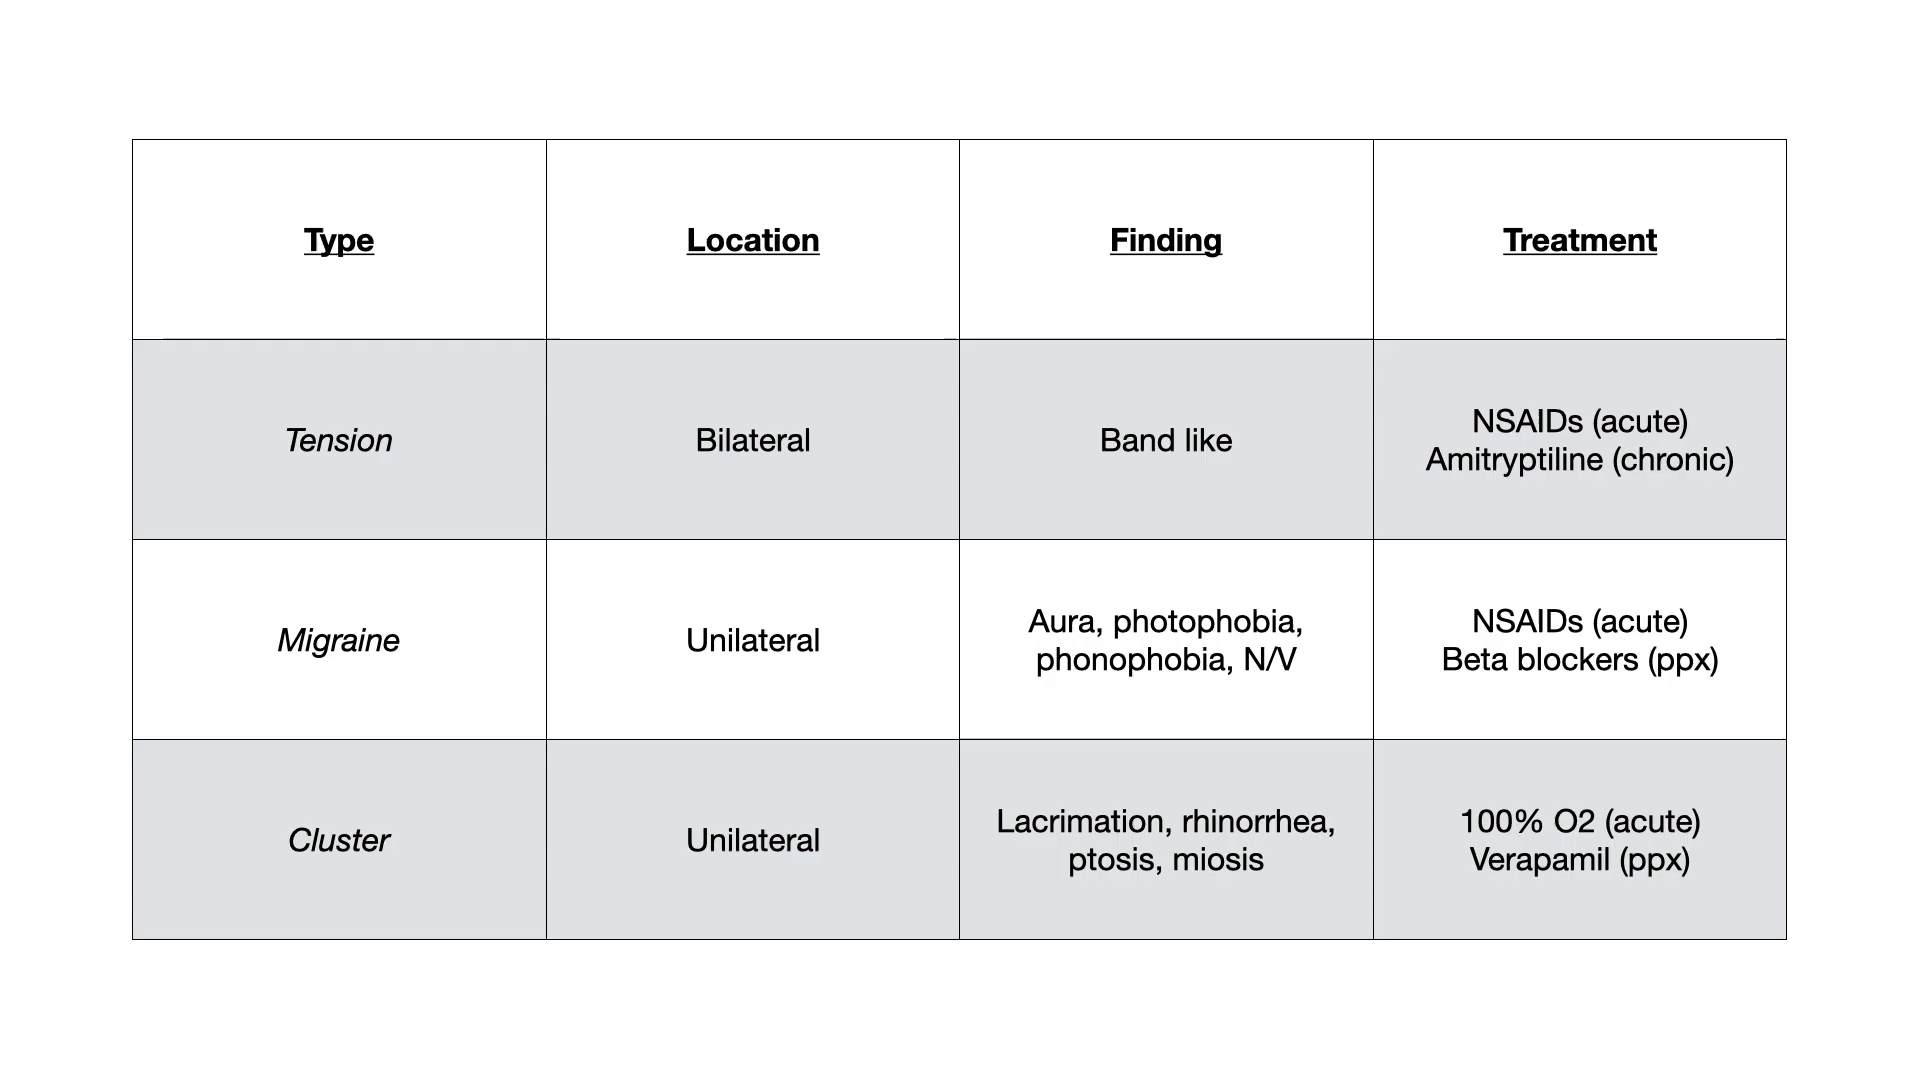 Type
Location
Finding
Treatment
Tension
Bilateral
Band like
NSAIDs (acute)
Amitryptiline (chronic)
Migraine
Unilateral
Aura, photophobia,
phonophobia, N/V
NSAIDs (acute)
Beta blockers (ppx)
Cluster
Unilateral
Lacrimation, rhinorrhea,
ptosis, miosis
100% O2 (acute)
Verapamil (ppx)